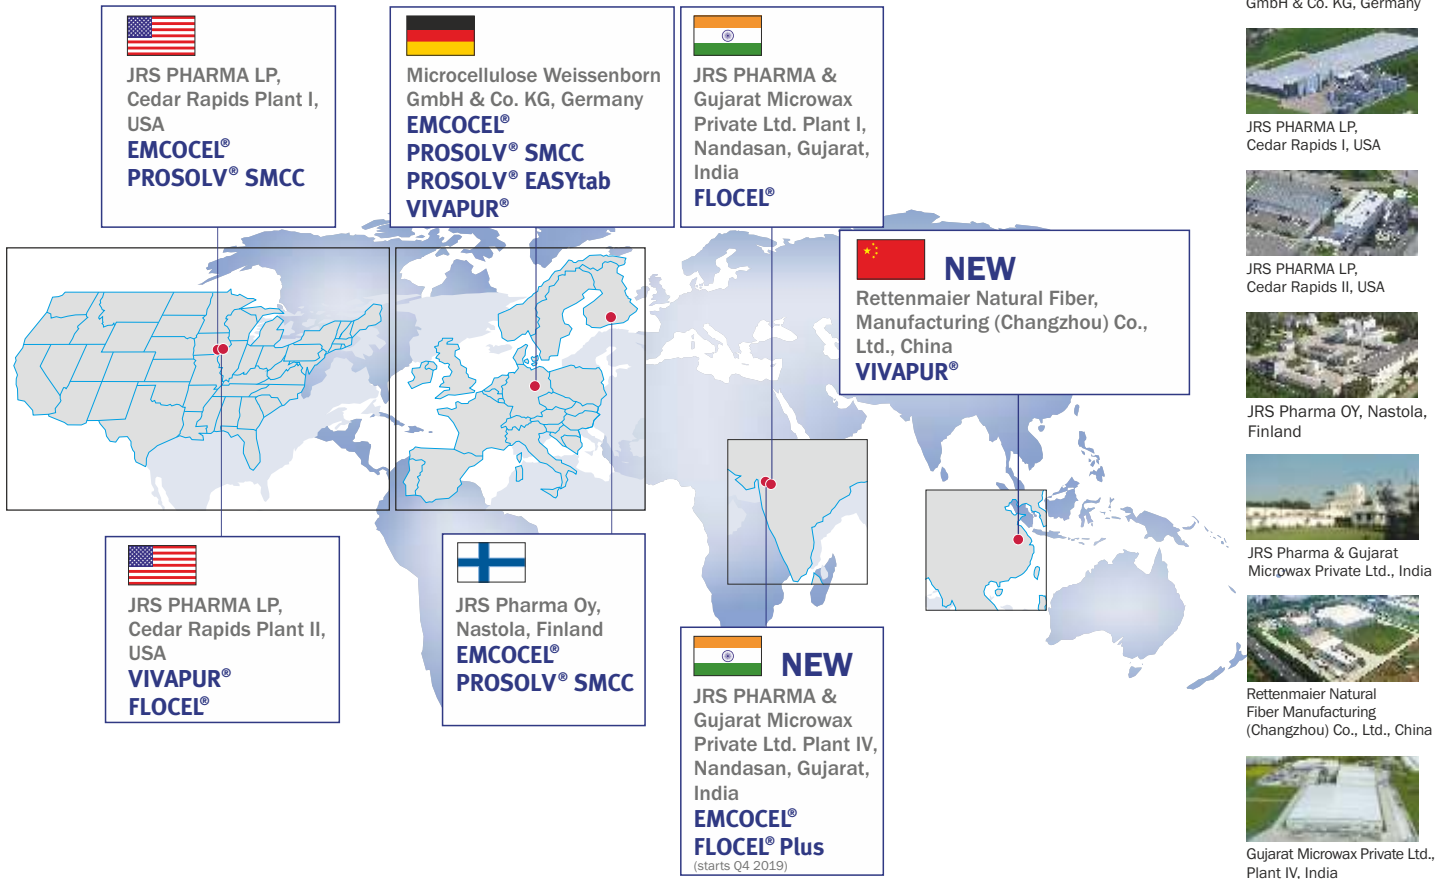 JRS PHARMA LP,
Cedar Rapids Plant I,
USA
EMCOCEL®
PROSOLV® SMCC
Microcellulose Weissenborn
GmbH & Co. KG, Germany
EMCOCEL®
PROSOLV® SMCC
PROSOLV® EASYtab
VIVAPUR®
JRS PHARMA &
Gujarat Microwax
Private Ltd. Plant I,
Nandasan, Gujarat,
India
FLOCEL®
NEW
Rettenmaier Natural Fiber,
Manufacturing (Changzhou) Co.,
Ltd., China
VIVAPUR®
JRS PHARMA LP,
Cedar Rapids Plant II,
USA
VIVAPUR®
FLOCEL®
JRS Pharma Oy,
Nastola, Finland
EMCOCEL®
PROSOLV® SMCC
NEW
JRS PHARMA &
Gujarat Microwax
Private Ltd. Plant IV,
Nandasan, Gujarat,
India
EMCOCEL®
FLOCEL® Plus
(starts Q4 2019)
GmbH & Co. KG, Germany
JRS PHARMA LP,
Cedar Rapids I, USA
JRS PHARMA LP,
Cedar Rapids II, USA
JRS Pharma OY, Nastola,
Finland
JRS Pharma & Gujarat
Microwax Private Ltd., India
Rettenmaier Natural
Fiber Manufacturing
(Changzhou) Co., Ltd., China
Gujarat Microwax Private Ltd.,
Plant IV, India